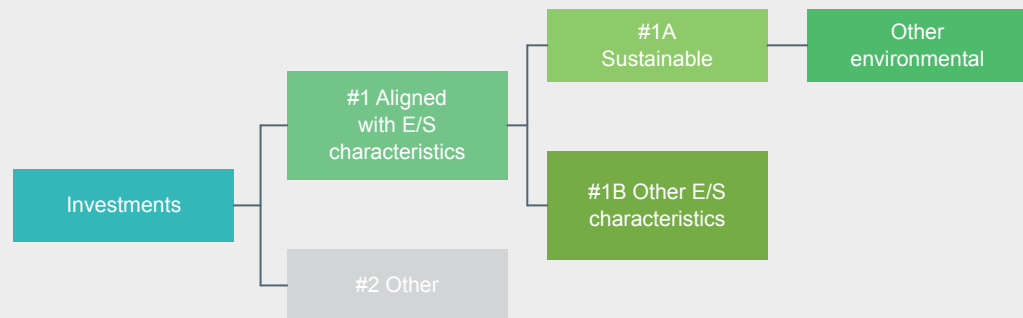 #1A
Sustainable
Other
environmental
#1 Aligned
with E/S
characteristics
#1B Other E/S
characteristics
Investments
#2 Other